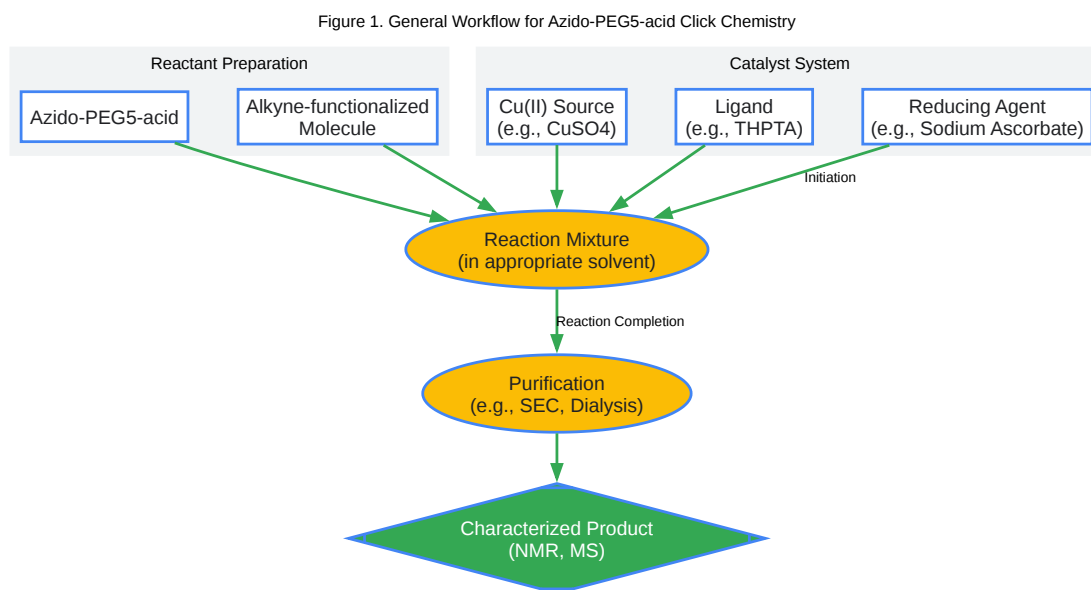 Figure 1. General Workflow for Azido-PEG5-acid Click Chemistry
Reactant Preparation
Catalyst System
Azido-PEG5-acid
Alkyne-functionalized
Molecule
Cu(II) Source
(e.g., CuSO4)
Ligand
(e.g., THPTA)
Reducing Agent
(e.g., Sodium Ascorbate)
Initiation
Reaction Mixture
(in appropriate solvent)
Reaction Completion
Purification
(e.g., SEC, Dialysis)
Characterized Product
(NMR, MS)